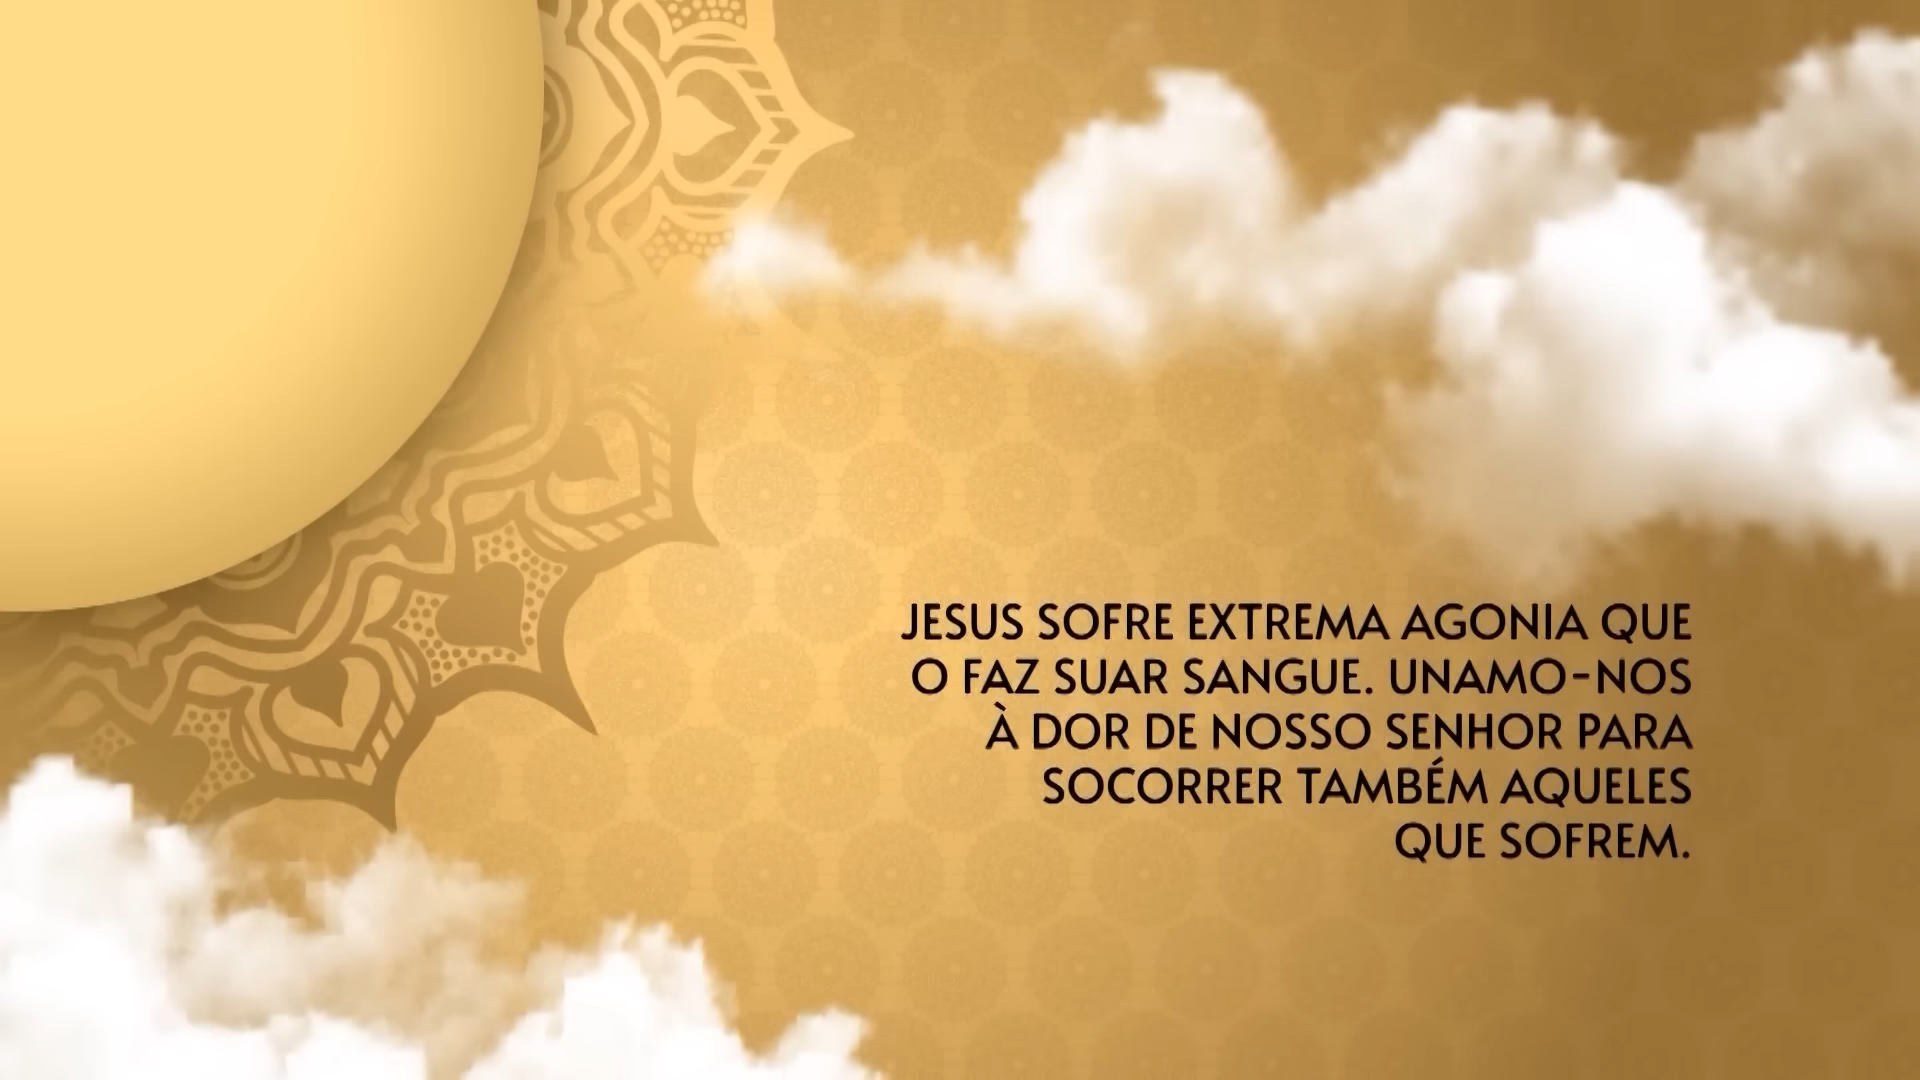 JESUS SOFRE EXTREMA AGONIA QUE
O FAZ SUAR SANGUE. UNAMO-NOS
À DOR DE NOSSO SENHOR PARA
SOCORRER TAMBÉM AQUELES
QUE SOFREM.